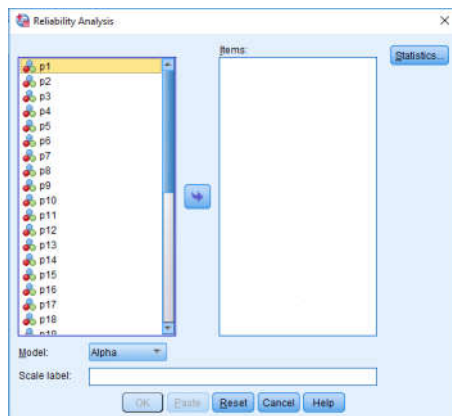 Reliability Analysis
Items:
Statistics...
p1
p2
p3
p4
p5
p6
p7
p8
p9
p10
p11
p12
p13
p14
p15
p16
p17
p18
p19
Model:
Alpha
Scale label:
OK
Paste
Reset
Cancel
Help